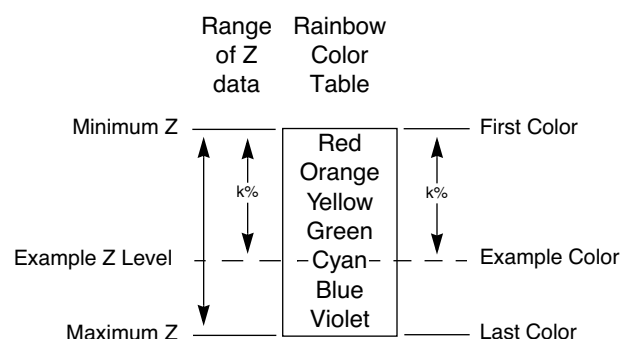 Range of Z data
Rainbow Color Table
Minimum Z
First Color
Red
Orange
k%
Yellow
k%
Green
Example Z Level
Cyan
Example Color
Blue
Violet
Maximum Z
Last Color